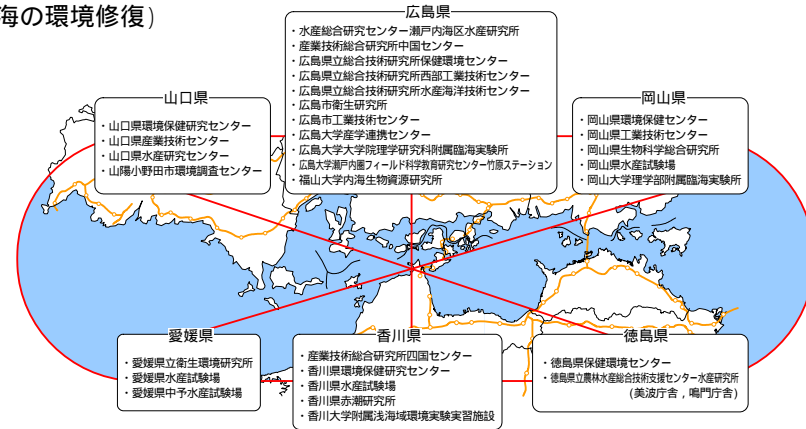 海の環境修復)
広島県
・水産総合研究センター瀬戸内海区水産研究所
・産業技術総合研究所中国センター
・広島県立総合技術研究所保健環境センター
・広島県立総合技術研究所西部工業技術センター
・広島県立総合技術研究所水産海洋技術センター
・広島市衛生研究所
・広島市工業技術センター
・広島大学産学連携センター
・広島大学大学院理学研究科附属臨海実験所
・広島大学瀬戸内圏フィールド科学教育研究センター竹原ステーション
・福山大学内海生物資源研究所
山口県
・山口県環境保健研究センター
・山口県産業技術センター
・山口県水産研究センター
・山陽小野田市環境調査センター
岡山県
・岡山県環境保健センター
・岡山県工業技術センター
・岡山県生物科学総合研究所
・岡山県水産試験場
・岡山大学理学部附属臨海実験所
愛媛県
・愛媛県立衛生環境研究所
・愛媛県水産試験場
・愛媛県中予水産試験場
香川県
・産業技術総合研究所四国センター
・香川県環境保健研究センター
・香川県水産試験場
・香川県赤潮研究所
・香川大学附属浅海域環境実験実習施設
徳島県
・徳島県保健環境センター
・徳島県立農林水産総合技術支援センター水産研究所
(美波庁舎，鳴門庁舎)